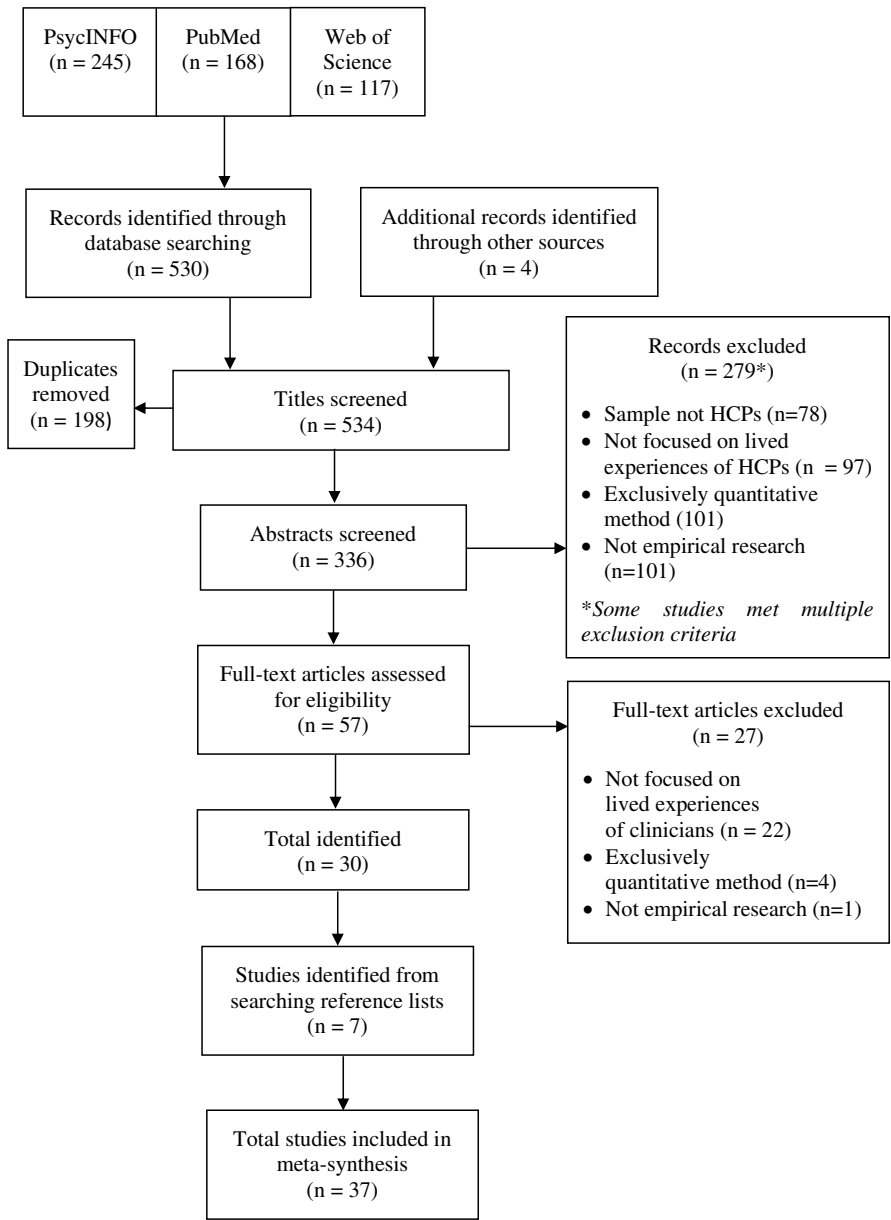 PsycINFO
(n = 245)
PubMed
(n = 168)
Web of
Science
(n = 117)
Records identified through
database searching
(n = 530)
Additional records identified
through other sources
(n = 4)
Duplicates
removed
(n = 198)
Titles screened
(n = 534)
Records excluded
(n = 279*)
• Sample not HCPs (n=78)
• Not focused on lived
experiences of HCPs (n = 97)
• Exclusively quantitative
method (101)
• Not empirical research
(n=101)
*Some studies met multiple
exclusion criteria
Abstracts screened
(n = 336)
Full-text articles assessed
for eligibility
(n = 57)
Full-text articles excluded
(n = 27)
• Not focused on
lived experiences
of clinicians (n = 22)
• Exclusively
quantitative method (n=4)
• Not empirical research (n=1)
Total identified
(n = 30)
Studies identified from
searching reference lists
(n = 7)
Total studies included in
meta-synthesis
(n = 37)